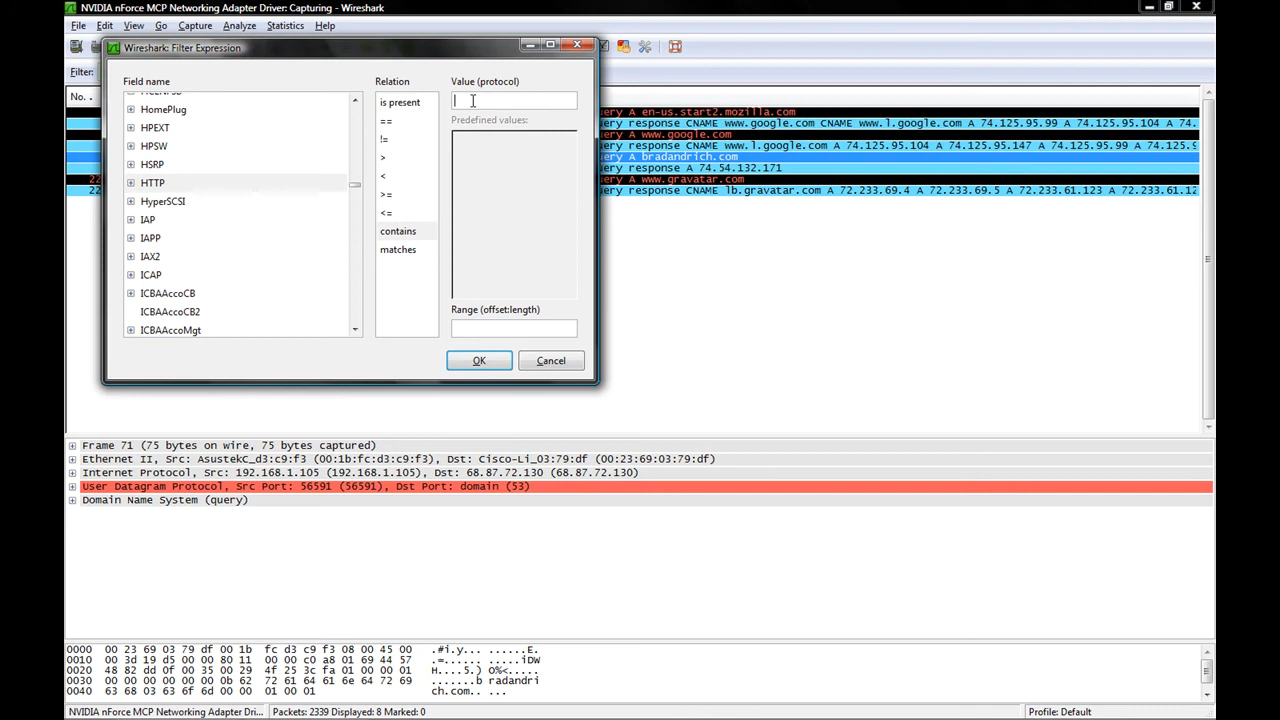 NVIDIA nForce MCP Networking Adapter Driver: Capturing - Wireshark
File Edit View Go Capture Analyze Statistics Help
Wireshark: Filter Expression
Filter:
Field name
Relation
Value (protocol)
No. .
HomePlug
HPEXT
HPSW
HSRP
HTTP
HyperSCSI
IAP
IAPP
IAX2
ICAP
ICBAAccoCB
ICBAAccoCB2
ICBAAccoMgt
is present
==
!=
>
<
>=
<=
contains
matches
Predefined values:
Range (offset:length)
OK
Cancel
uery A en-us.start2.mozilla.com
uery response CNAME www.google.com CNAME www.l.google.com A 74.125.95.99 A 74.125.95.104 A 74.
uery A www.google.com
uery response CNAME www.l.google.com A 74.125.95.104 A 74.125.95.147 A 74.125.95.99 A 74.125.9
uery A bradandrich.com
uery response A 74.54.132.171
22 uery A www.gravatar.com
22 uery response CNAME lb.gravatar.com A 72.233.69.4 A 72.233.69.5 A 72.233.61.123 A 72.233.61.12
Frame 71 (75 bytes on wire, 75 bytes captured)
Ethernet II, Src: AsustekC_d3:c9:f3 (00:1b:fc:d3:c9:f3), Dst: Cisco-Li_03:79:df (00:23:69:03:79:df)
Internet Protocol, Src: 192.168.1.105 (192.168.1.105), Dst: 68.87.72.130 (68.87.72.130)
User Datagram Protocol, Src Port: 56591 (56591), Dst Port: domain (53)
Domain Name System (query)
0000 00 23 69 03 79 df 00 1b fc d3 c9 f3 08 00 45 00 .#i.y... ......E.
0010 00 3d 19 d5 00 00 80 11 00 00 c0 a8 01 69 44 57 .=...... .....iDW
0020 48 82 dd 0f 00 35 00 29 4f 25 3c fa 01 00 00 01 H....5.) O%<.....
0030 00 00 00 00 00 00 0b 62 72 61 64 61 6e 64 72 69 .......b radandri
0040 63 68 03 63 6f 6d 00 00 01 00 01 ch.com.. ...
NVIDIA nForce MCP Networking Adapter Dri... Packets: 2339 Displayed: 8 Marked: 0 Profile: Default